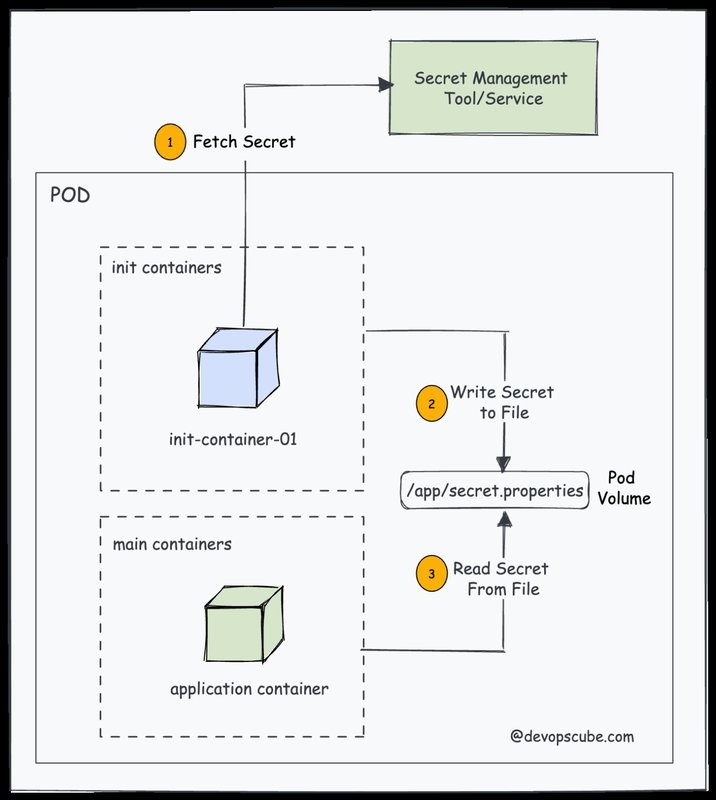 Secret Management
Tool/Service
1
Fetch Secret
POD
init containers
init-container-01
2
Write Secret
to File
/app/secret.properties
Pod
Volume
main containers
3
Read Secret
From File
application container
@devopscube.com